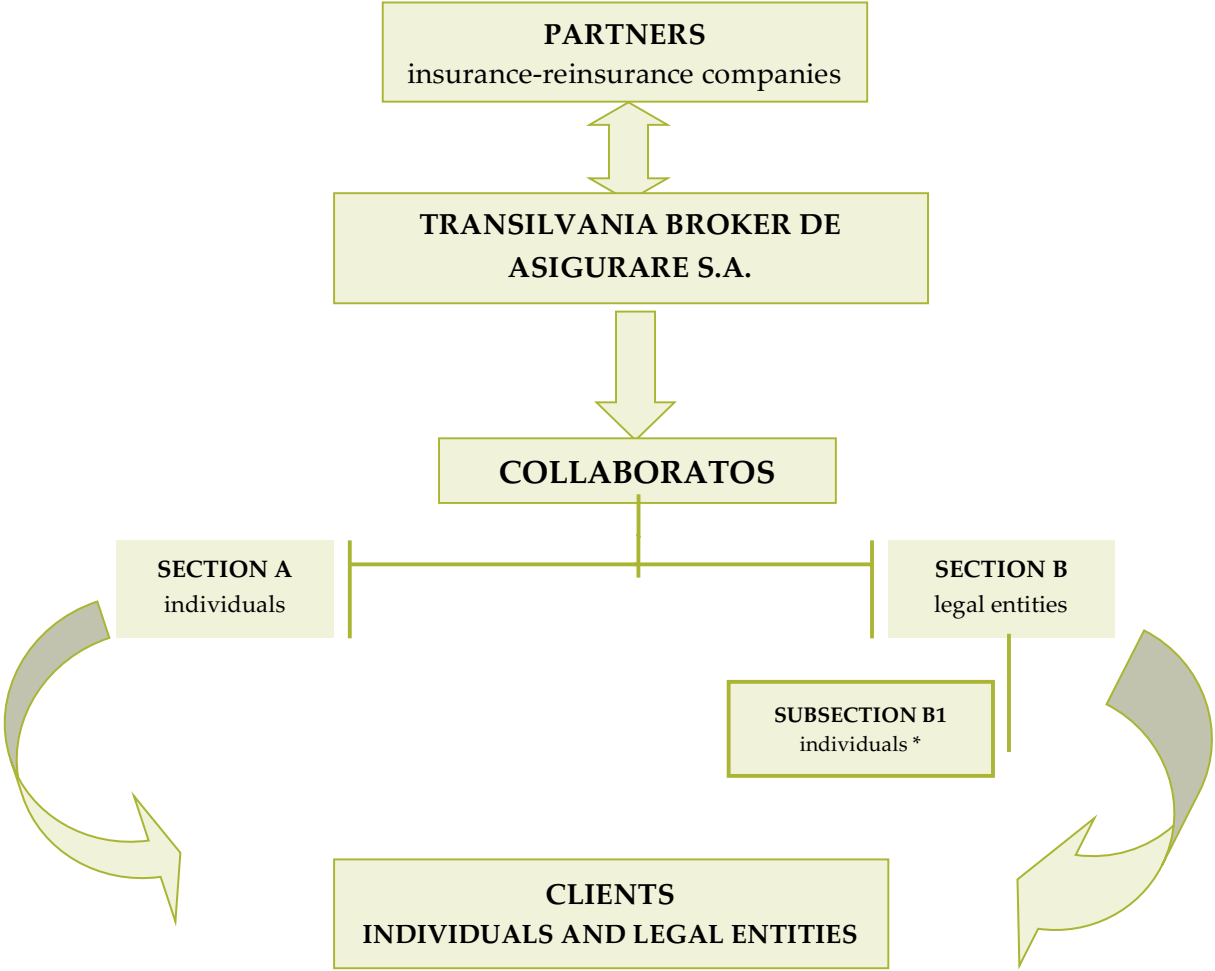 PARTNERS
insurance-reinsurance companies
TRANSILVANIA BROKER DE
ASIGURARE S.A.
COLLABORATOS
SECTION A
individuals
SECTION B
legal entities
SUBSECTION B1
individuals *
CLIENTS
INDIVIDUALS AND LEGAL ENTITIES